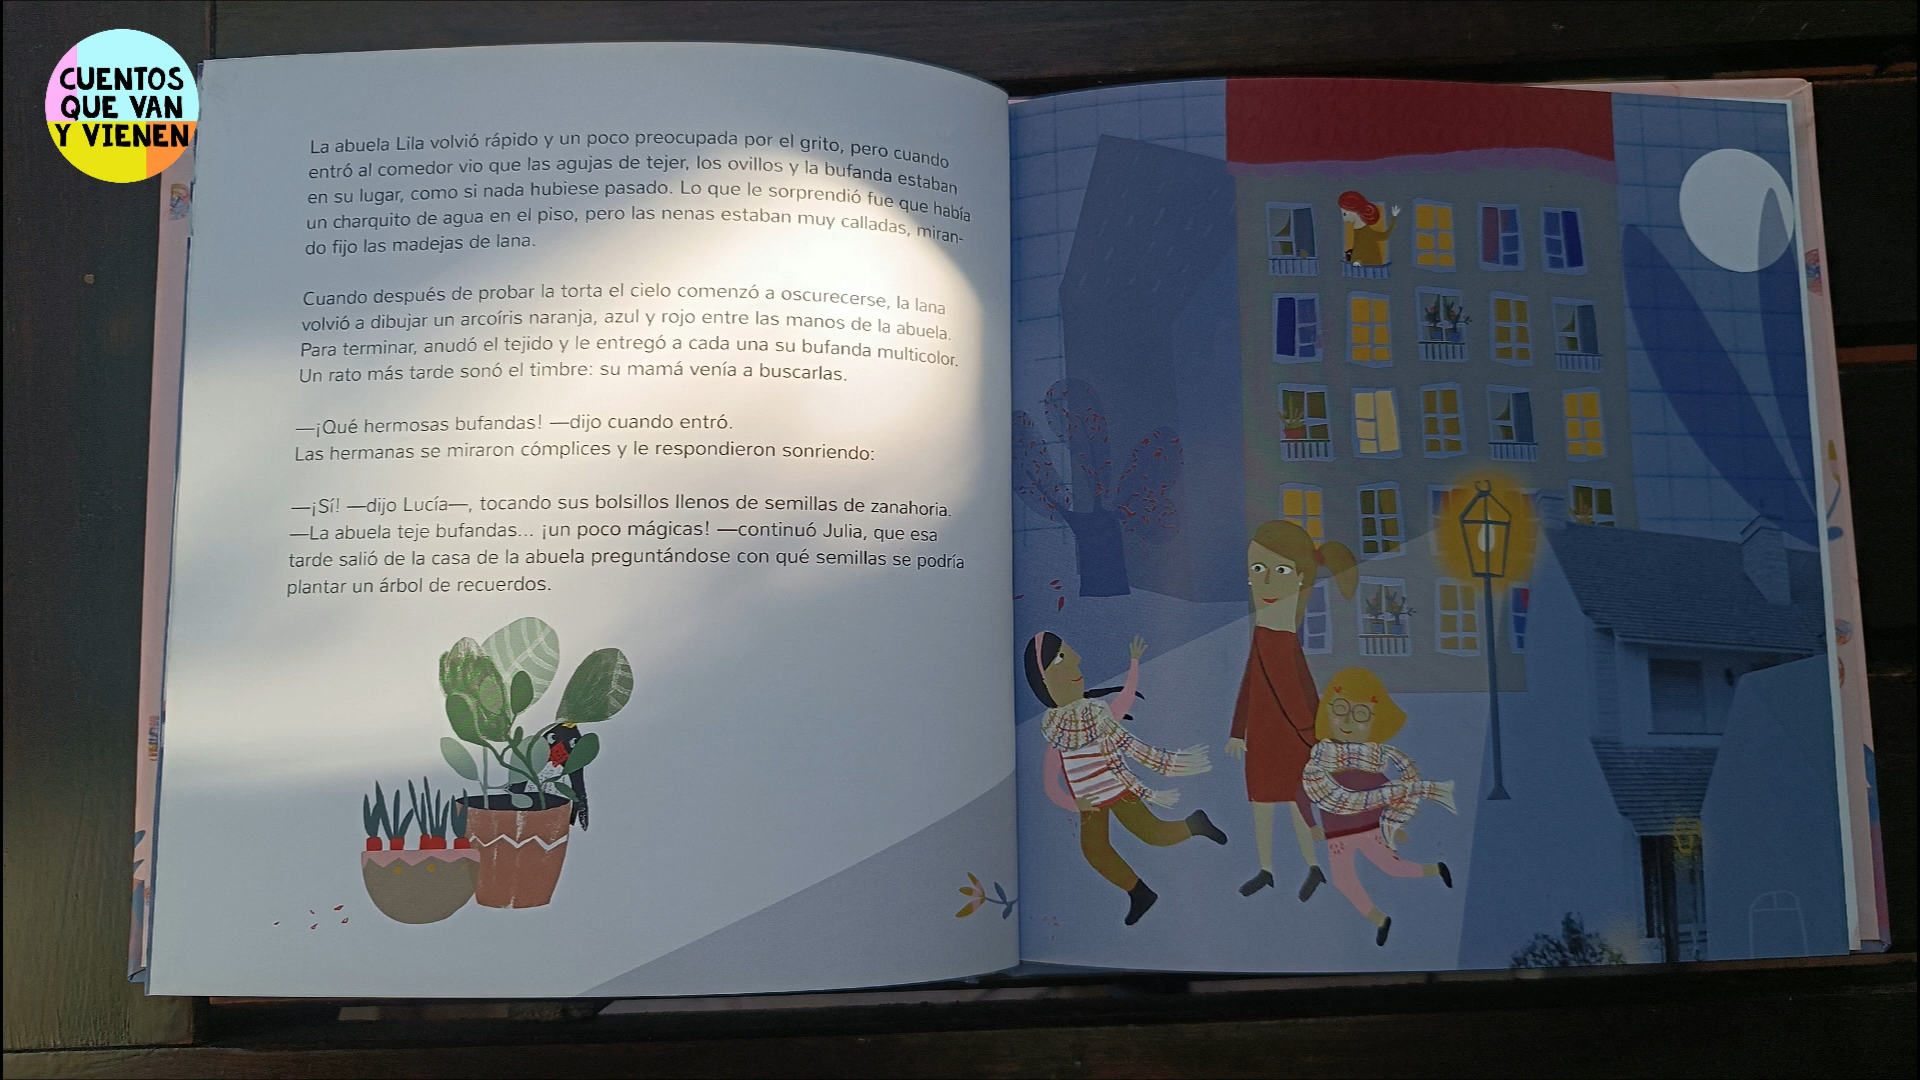 CUENTOS
QUE VAN
Y VIENEN
La abuela Lila volvió rápido y un poco preocupada por el grito, pero cuando
entró al comedor vio que las agujas de tejer, los ovillos y la bufanda estaban
en su lugar, como si nada hubiese pasado. Lo que le sorprendió fue que había
un charquito de agua en el piso, pero las nenas estaban muy calladas, miran-
do fijo las madejas de lana.
Cuando después de probar la torta el cielo comenzó a oscurecerse, la lana
volvió a dibujar un arcoíris naranja, azul y rojo entre las manos de la abuela.
Para terminar, anudó el tejido y le entregó a cada una su bufanda multicolor.
Un rato más tarde sonó el timbre: su mamá venía a buscarlas.
—¡Qué hermosas bufandas! —dijo cuando entró.
Las hermanas se miraron cómplices y le respondieron sonriendo:
—¡Sí! —dijo Lucía—, tocando sus bolsillos llenos de semillas de zanahoria.
—La abuela teje bufandas... ¡un poco mágicas! —continuó Julia, que esa
tarde salió de la casa de la abuela preguntándose con qué semillas se podría
plantar un árbol de recuerdos.